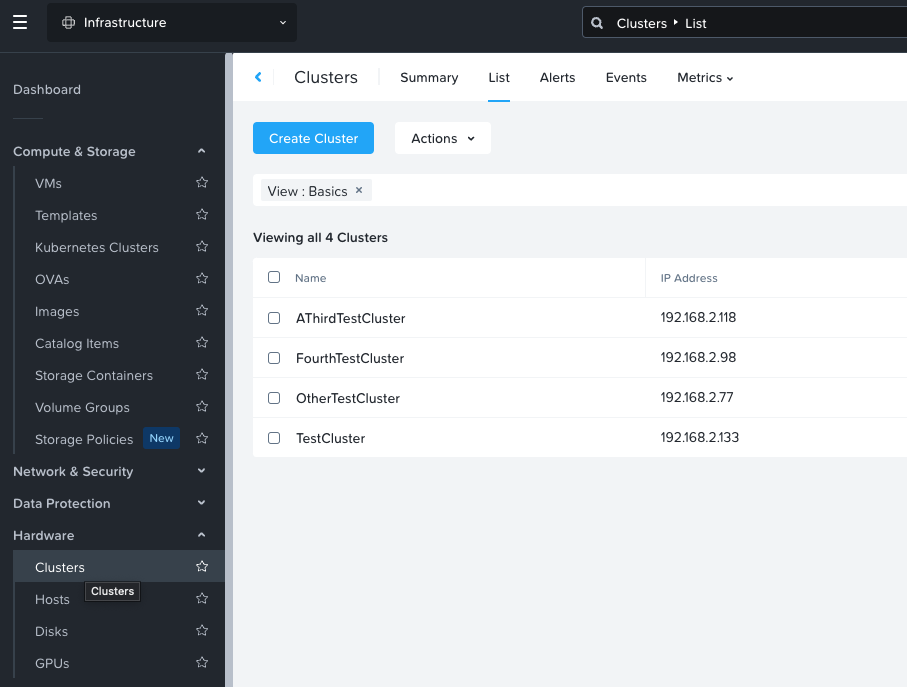 Infrastructure
Clusters ▸ List
Dashboard
Compute & Storage
VMs
Templates
Kubernetes Clusters
OVAs
Images
Catalog Items
Storage Containers
Volume Groups
Storage Policies New
Network & Security
Data Protection
Hardware
Clusters
Clusters
Hosts
Disks
GPUs
Clusters Summary List Alerts Events Metrics
Create Cluster Actions
View : Basics ×
Viewing all 4 Clusters
Name IP Address
AThirdTestCluster 192.168.2.118
FourthTestCluster 192.168.2.98
OtherTestCluster 192.168.2.77
TestCluster 192.168.2.133